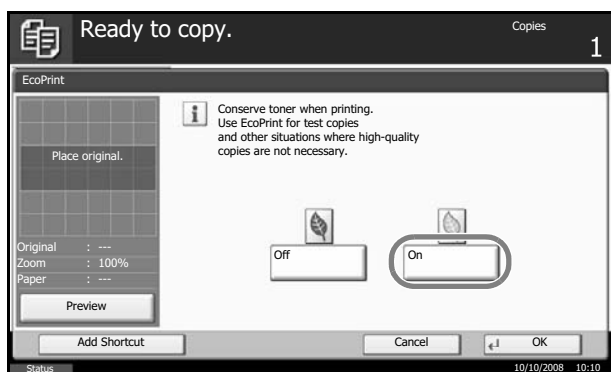 Ready to copy.
Copies
1
EcoPrint
Place original.
Original : ---
Zoom : 100%
Paper : ---
Preview
i
Conserve toner when printing.
Use EcoPrint for test copies
and other situations where high-quality
copies are not necessary.
Off
On
Add Shortcut
Cancel
OK
Status
10/10/2008 10:10